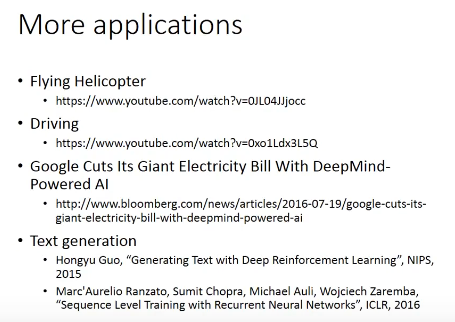 More applications
• Flying Helicopter
• https://www.youtube.com/watch?v=0JL04JJjocc
• Driving
• https://www.youtube.com/watch?v=0xo1Ldx3L5Q
• Google Cuts Its Giant Electricity Bill With DeepMind-
Powered AI
• http://www.bloomberg.com/news/articles/2016-07-19/google-cuts-its-
giant-electricity-bill-with-deepmind-powered-ai
• Text generation
• Hongyu Guo, “Generating Text with Deep Reinforcement Learning”, NIPS,
2015
• Marc'Aurelio Ranzato, Sumit Chopra, Michael Auli, Wojciech Zaremba,
“Sequence Level Training with Recurrent Neural Networks”, ICLR, 2016